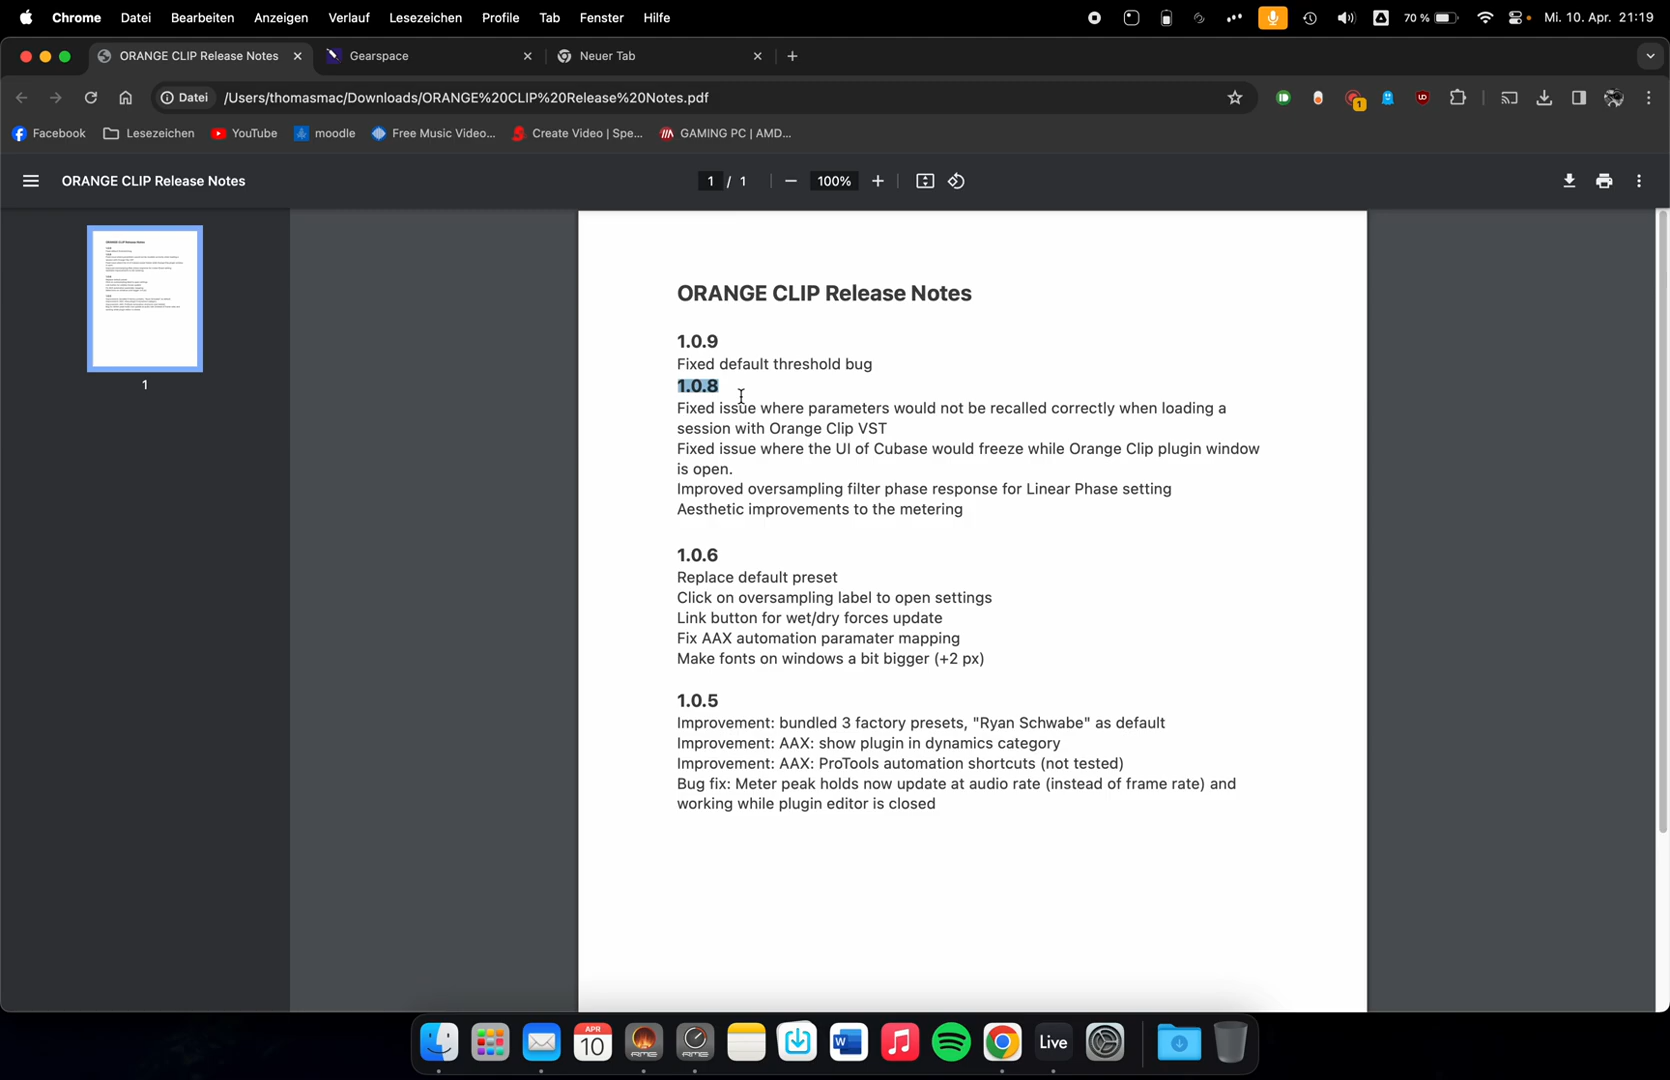 Chrome Datei Bearbeiten Anzeigen Verlauf Lesezeichen Profile Tab Fenster Hilfe 70 % Mi. 10. Apr. 21:19
ORANGE CLIP Release Notes Gearspace Neuer Tab
Datei /Users/thomasmac/Downloads/ORANGE%20CLIP%20Release%20Notes.pdf 1
Facebook Lesezeichen YouTube moodle Free Music Video... Create Video | Spe... GAMING PC | AMD...
ORANGE CLIP Release Notes 1 / 1 100%
1
ORANGE CLIP Release Notes
1.0.9
Fixed default threshold bug
1.0.8
Fixed issue where parameters would not be recalled correctly when loading a
session with Orange Clip VST
Fixed issue where the UI of Cubase would freeze while Orange Clip plugin window
is open.
Improved oversampling filter phase response for Linear Phase setting
Aesthetic improvements to the metering
1.0.6
Replace default preset
Click on oversampling label to open settings
Link button for wet/dry forces update
Fix AAX automation paramater mapping
Make fonts on windows a bit bigger (+2 px)
1.0.5
Improvement: bundled 3 factory presets, "Ryan Schwabe" as default
Improvement: AAX: show plugin in dynamics category
Improvement: AAX: ProTools automation shortcuts (not tested)
Bug fix: Meter peak holds now update at audio rate (instead of frame rate) and
working while plugin editor is closed
APR
10 RME RME W Live